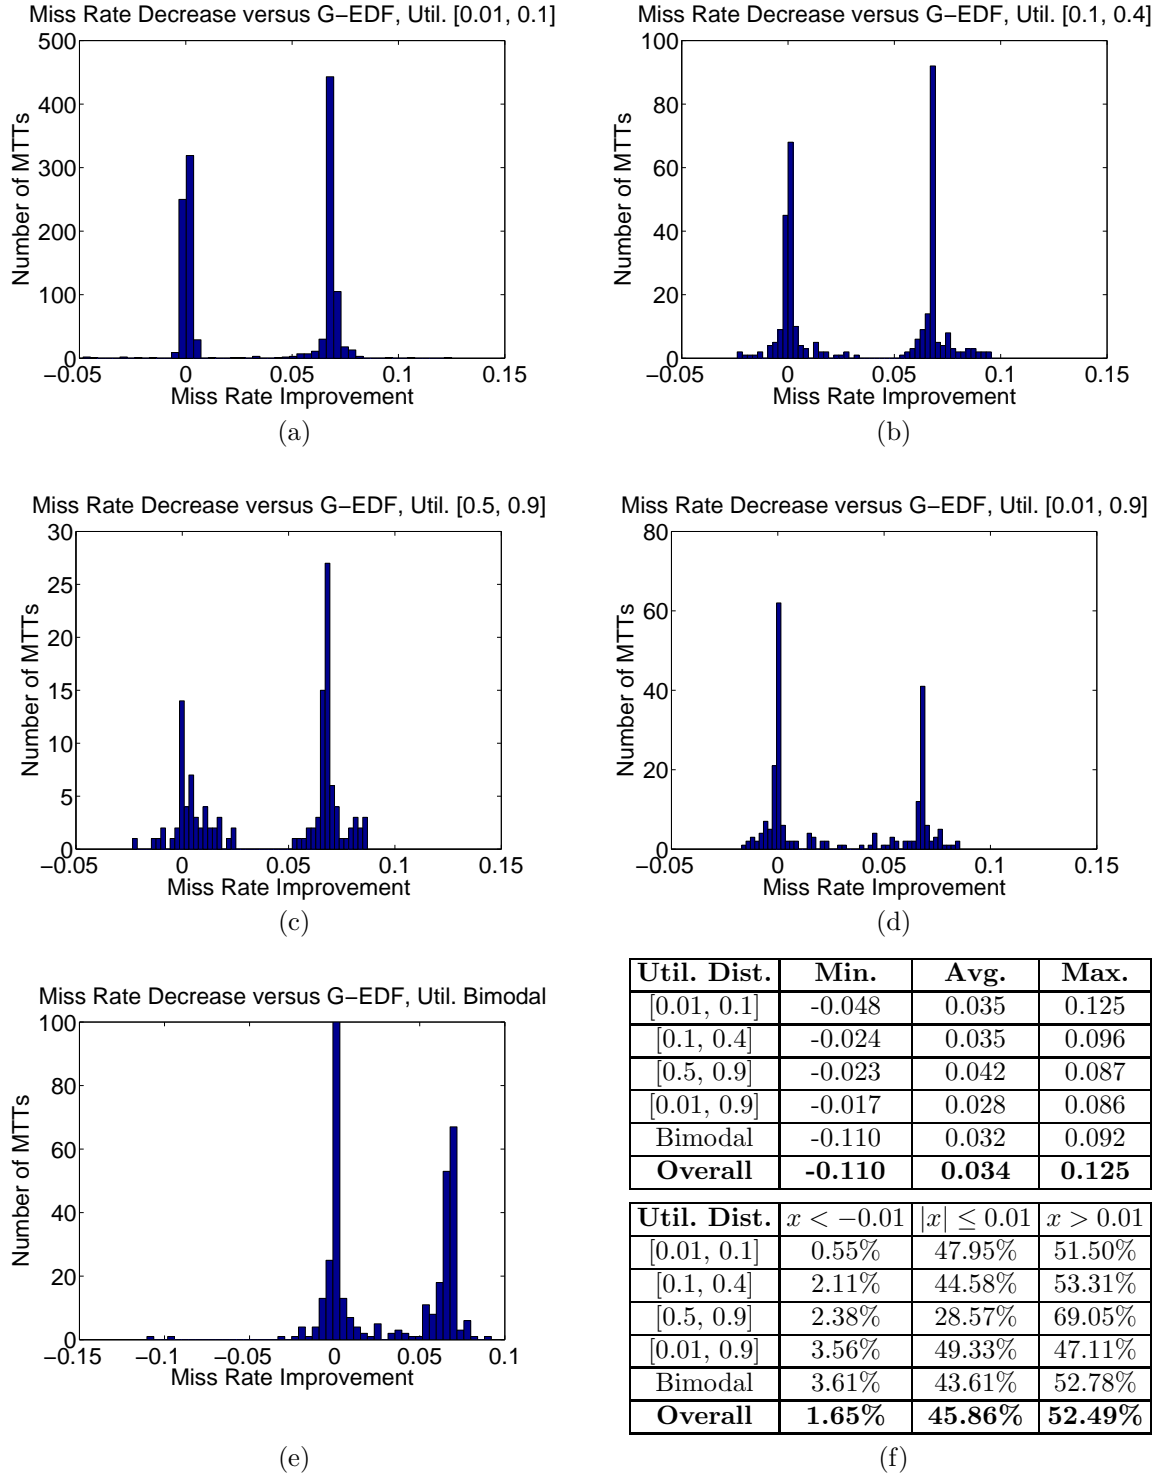 Miss Rate Decrease versus G−EDF, Util. [0.01, 0.1]
500
400
300
200
100
0
Number of MTTs
−0.05 0 0.05 0.1 0.15
Miss Rate Improvement
(a)
Miss Rate Decrease versus G−EDF, Util. [0.1, 0.4]
100
80
60
40
20
0
Number of MTTs
−0.05 0 0.05 0.1 0.15
Miss Rate Improvement
(b)
Miss Rate Decrease versus G−EDF, Util. [0.5, 0.9]
30
25
20
15
10
5
0
Number of MTTs
−0.05 0 0.05 0.1 0.15
Miss Rate Improvement
(c)
Miss Rate Decrease versus G−EDF, Util. [0.01, 0.9]
80
60
40
20
0
Number of MTTs
−0.05 0 0.05 0.1 0.15
Miss Rate Improvement
(d)
Miss Rate Decrease versus G−EDF, Util. Bimodal
100
80
60
40
20
0
Number of MTTs
−0.15 −0.1 −0.05 0 0.05 0.1
Miss Rate Improvement
(e)
Util. Dist. Min. Avg. Max.
[0.01, 0.1] -0.048 0.035 0.125
[0.1, 0.4] -0.024 0.035 0.096
[0.5, 0.9] -0.023 0.042 0.087
[0.01, 0.9] -0.017 0.028 0.086
Bimodal -0.110 0.032 0.092
Overall -0.110 0.034 0.125
Util. Dist. x < −0.01 |x| ≤ 0.01 x > 0.01
[0.01, 0.1] 0.55% 47.95% 51.50%
[0.1, 0.4] 2.11% 44.58% 53.31%
[0.5, 0.9] 2.38% 28.57% 69.05%
[0.01, 0.9] 3.56% 49.33% 47.11%
Bimodal 3.61% 43.61% 52.78%
Overall 1.65% 45.86% 52.49%
(f)